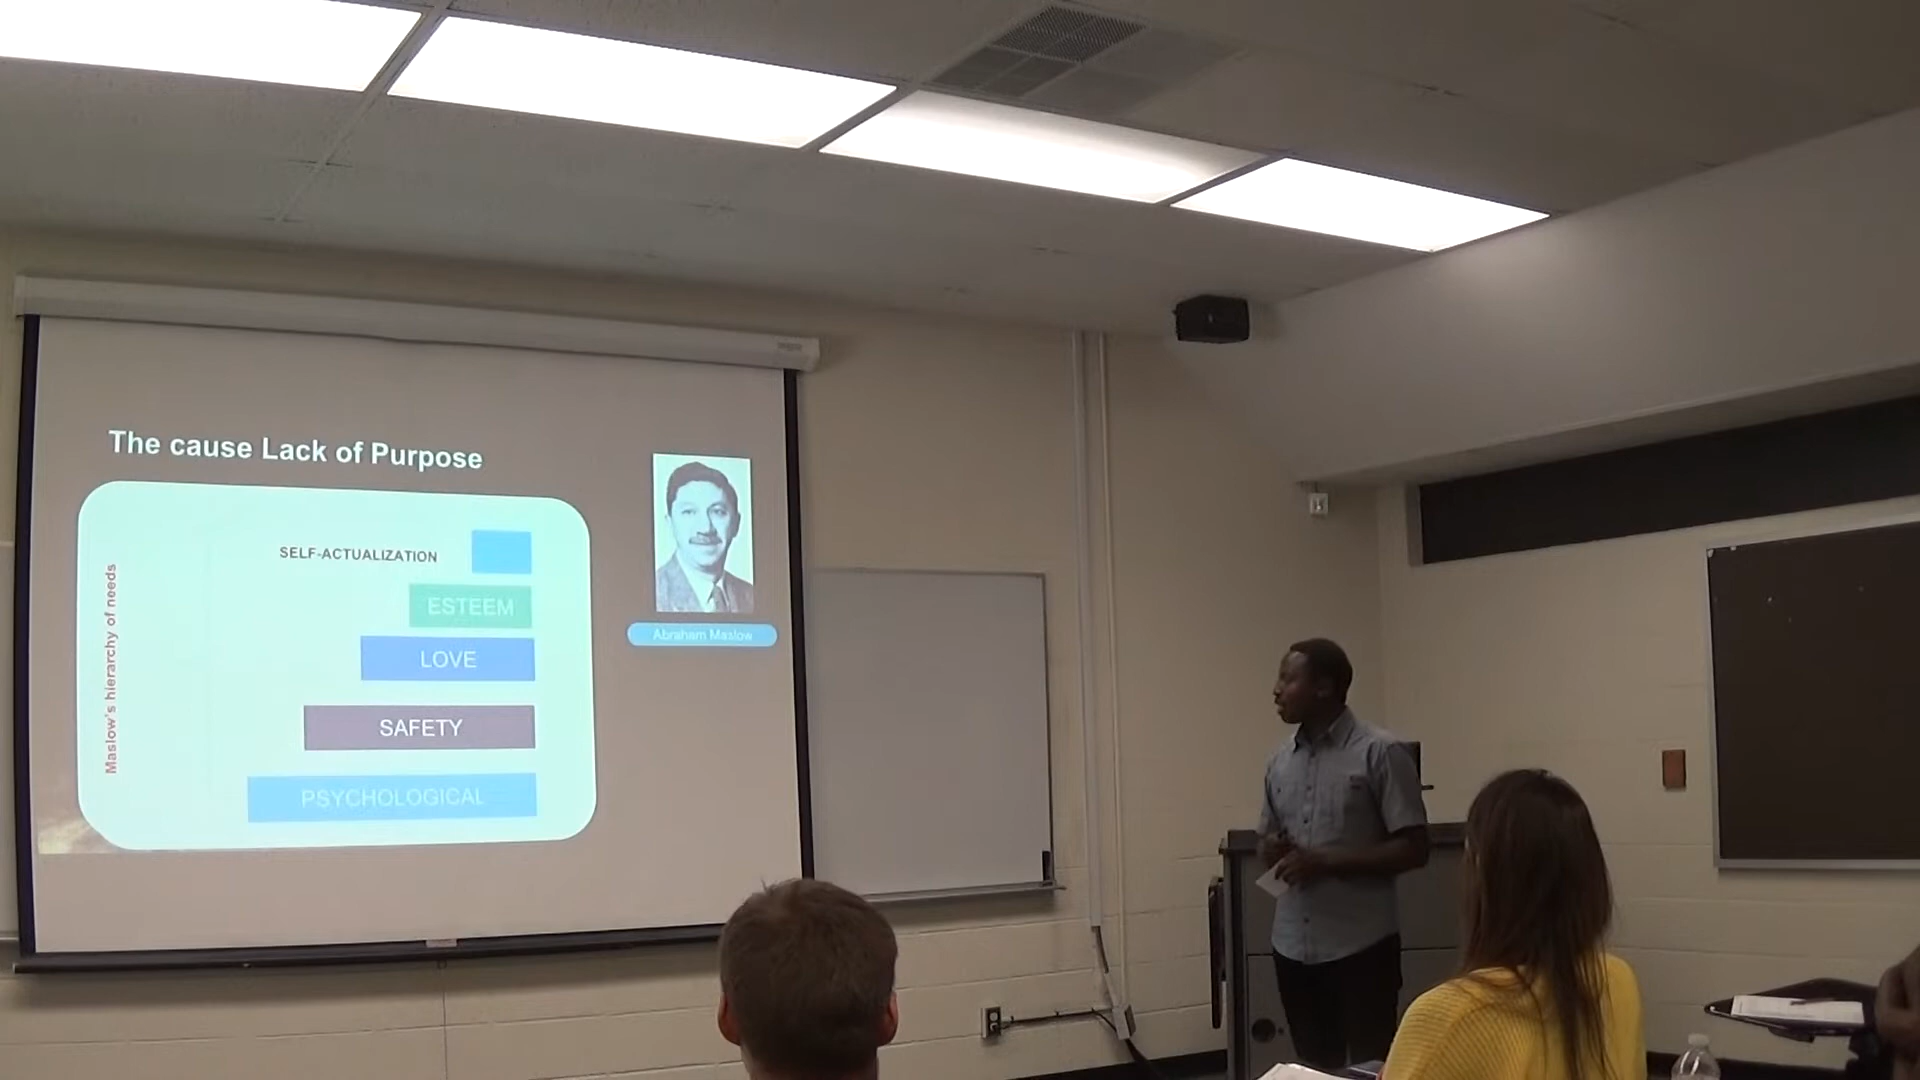 The cause Lack of Purpose
Maslow's hierarchy of needs
SELF-ACTUALIZATION
ESTEEM
LOVE
SAFETY
PSYCHOLOGICAL
Abraham Maslow